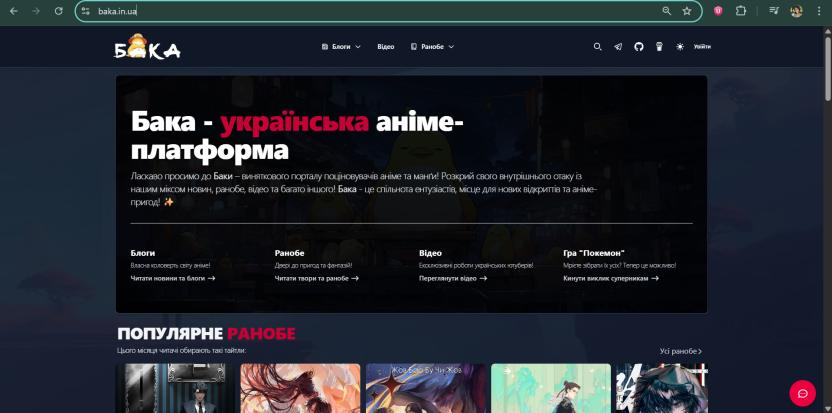 baka.in.ua
БАКА
Блоги
Відео
Ранобе
Увійти
Бака - українська аніме-
платформа
Ласкаво просимо до Баки – виняткового порталу поціновувачів аніме та манґи! Розкрий свого внутрішнього отаку із
нашим міксом новин, ранобе, відео та багато іншого! Бака - це спільнота ентузіастів, місце для нових відкриттів та аніме-
пригод! ✨
Блоги
Власна коловерть світу аніме!
Читати новини та блоги →
Ранобе
Двері до пригод та фантазій!
Читати твори та ранобе →
Відео
Ексклюзивні роботи українських ютуберів!
Переглянути відео →
Гра "Покемон"
Мрієте зібрати їх усіх? Тепер це можливо!
Кинути виклик суперникам →
ПОПУЛЯРНЕ РАНОБЕ
Цього місяця читачі обирають такі тайтли:
Усі ранобе